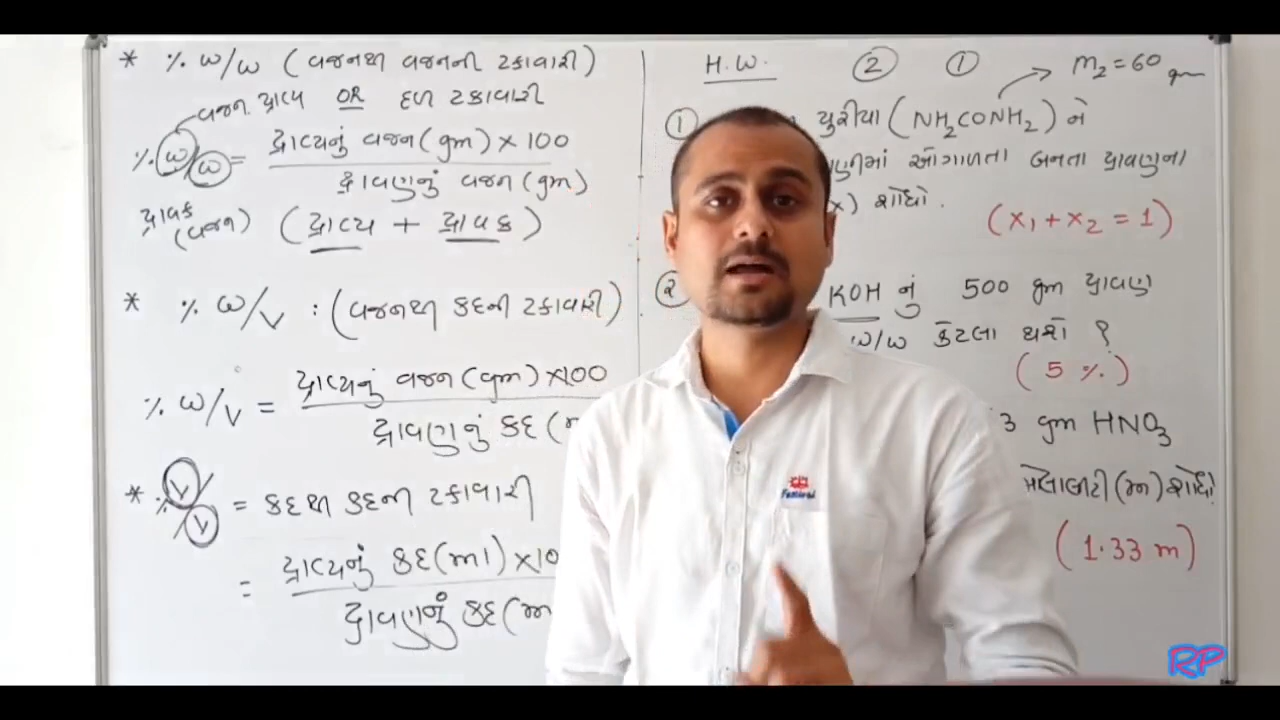 * % W/W (વજનથી વજનની ટકાવારી)
વજન દ્રાવ્ય OR દળ ટકાવારી
% W/W = દ્રાવ્યનું વજન (gm) × 100
દ્રાવણનું વજન (gm)
દ્રાવક (વજન) (દ્રાવ્ય + દ્રાવક)
* % W/V : (વજનથી કદની ટકાવારી)
% W/V = દ્રાવ્યનું વજન (gm) × 100
દ્રાવણનું કદ (
* % V/V = કદથી કદની ટકાવારી
= દ્રાવ્યનું કદ (ml) × 10
દ્રાવણનું કદ (m
H.W. ② ① m₂ = 60 gm
① યુરીયા (NH₂CONH₂) ને
ઓગાળતા બનતા દ્રાવણના
x) શોધો.
(x₁ + x₂ = 1)
② KOH નું 500 gm દ્રાવણ
W/W કેટલા થશે ?
(5 %)
3 gm HNO₃
મોલાલીટી (m) શોધો
(1.33 m)
Festival
RP